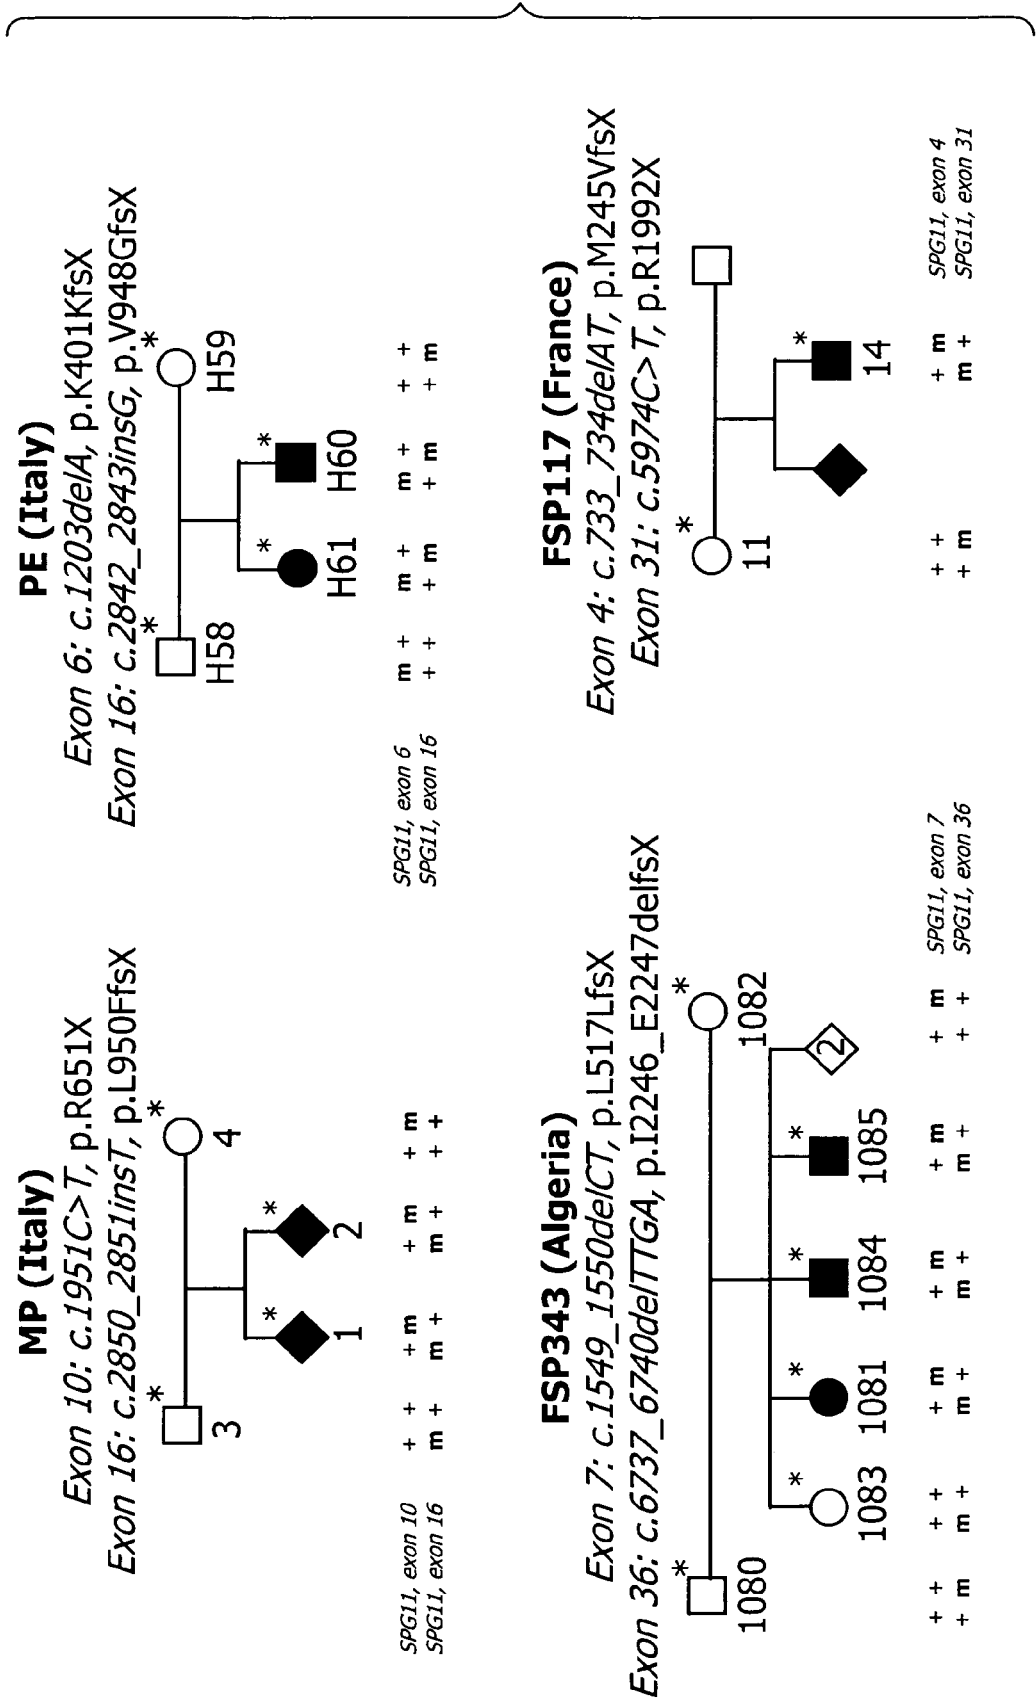 MP (Italy)
Exon 10: c.1951C>T, p.R651X
Exon 16: c.2850_2851insT, p.L950FfsX
* *
3 4
* *
1 2
SPG11, exon 10 + + + m + m + m
SPG11, exon 16 m + m + m + + +
PE (Italy)
Exon 6: c.1203delA, p.K401KfsX
Exon 16: c.2842_2843insG, p.V948GfsX
* *
H58 H59
* *
H61 H60
SPG11, exon 6 m + m + m + + +
SPG11, exon 16 + + + m + m + m
FSP343 (Algeria)
Exon 7: c.1549_1550delCT, p.L517LfsX
Exon 36: c.6737_6740delTTGA, p.I2246_E2247delfsX
* *
1080 1082
* * * * 2
1083 1081 1084 1085
+ + + + + m + m + m + m SPG11, exon 7
+ m m + m + m + m + + + SPG11, exon 36
FSP117 (France)
Exon 4: c.733_734delAT, p.M245VfsX
Exon 31: c.5974C>T, p.R1992X
*
11
*
14
+ + + m SPG11, exon 4
+ m m + SPG11, exon 31